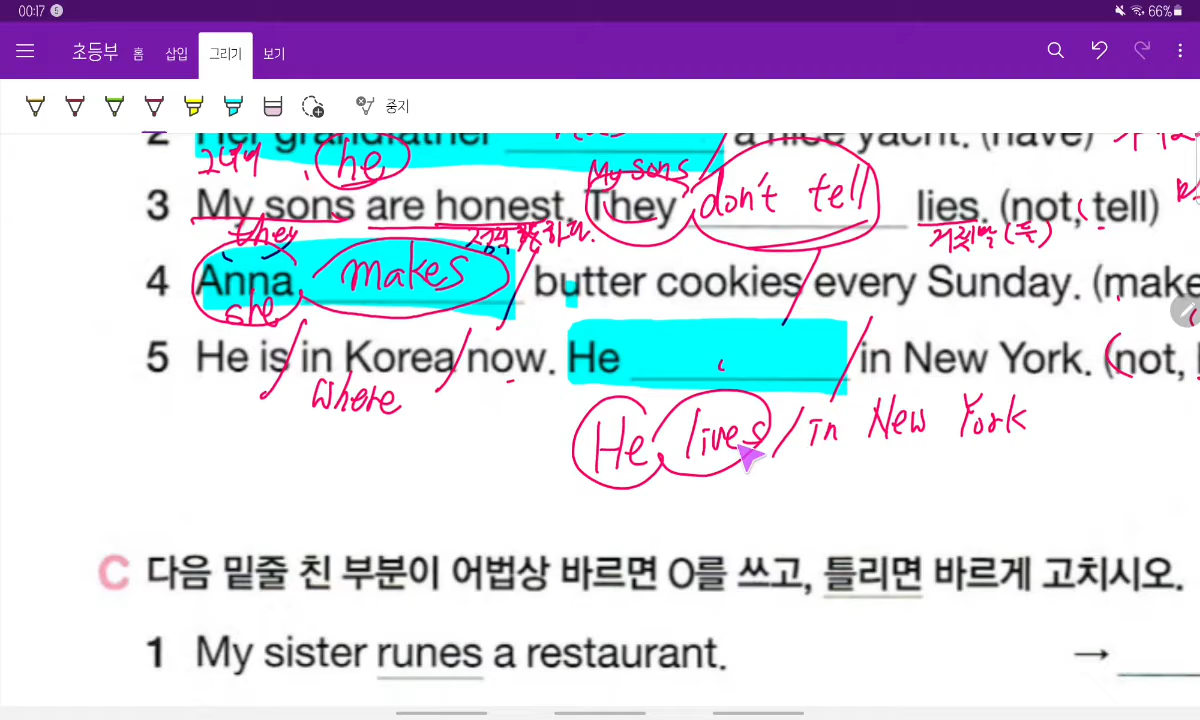 00:17 5 66%
초등부 홈 삽입 그리기 보기
중지
2 Her grandfather a nice yacht. (have)
he My sons
3 My sons are honest. They don't tell lies. (not, tell)
they 거짓말
4 Anna makes butter cookies every Sunday. (make
she
5 He is in Korea now. He in New York. (not,
where
He lives / in New York
C 다음 밑줄 친 부분이 어법상 바르면 O를 쓰고, 틀리면 바르게 고치시오.
1 My sister runes a restaurant. →